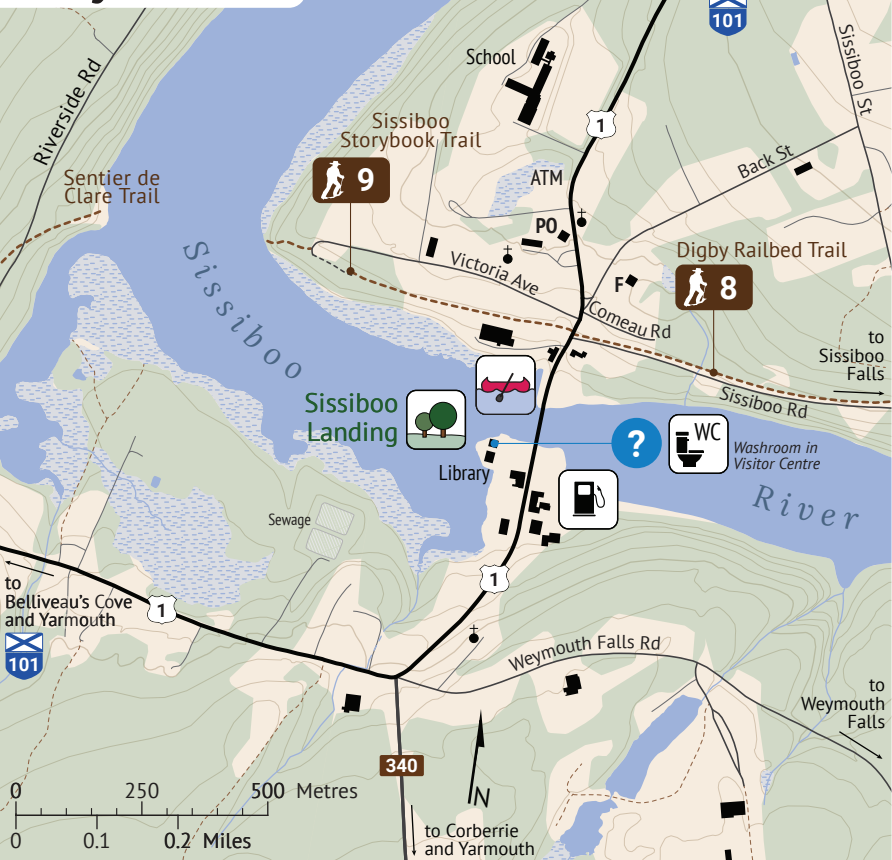 101
Sissiboo St
Riverside Rd
School
1
Sissiboo
Storybook Trail
9
Back St
Sentier de
Clare Trail
ATM
PO
Victoria Ave
F
Digby Railbed Trail
8
Comeau Rd
to
Sissiboo
Falls
Sissiboo Rd
Sissiboo
River
Sissiboo
Landing
?
WC
Washroom in
Visitor Centre
Library
Sewage
1
1
to
Belliveau's Cove
and Yarmouth
101
Weymouth Falls Rd
to
Weymouth
Falls
340
N
to Corberrie
and Yarmouth
0 250 500 Metres
0 0.1 0.2 Miles